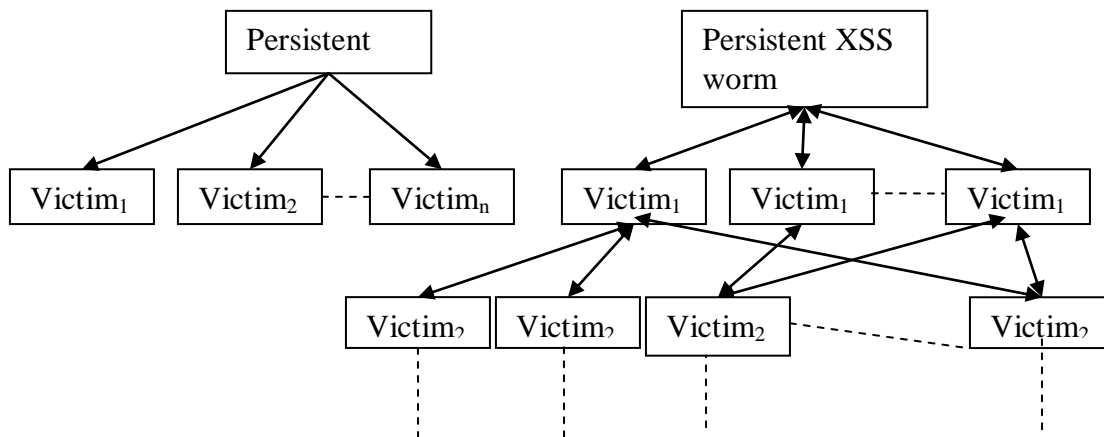 Persistent
Persistent XSS
worm
Victim₁
Victim₂
Victimₙ
Victim₁
Victim₁
Victim₁
Victim₂
Victim₂
Victim₂
Victim₂